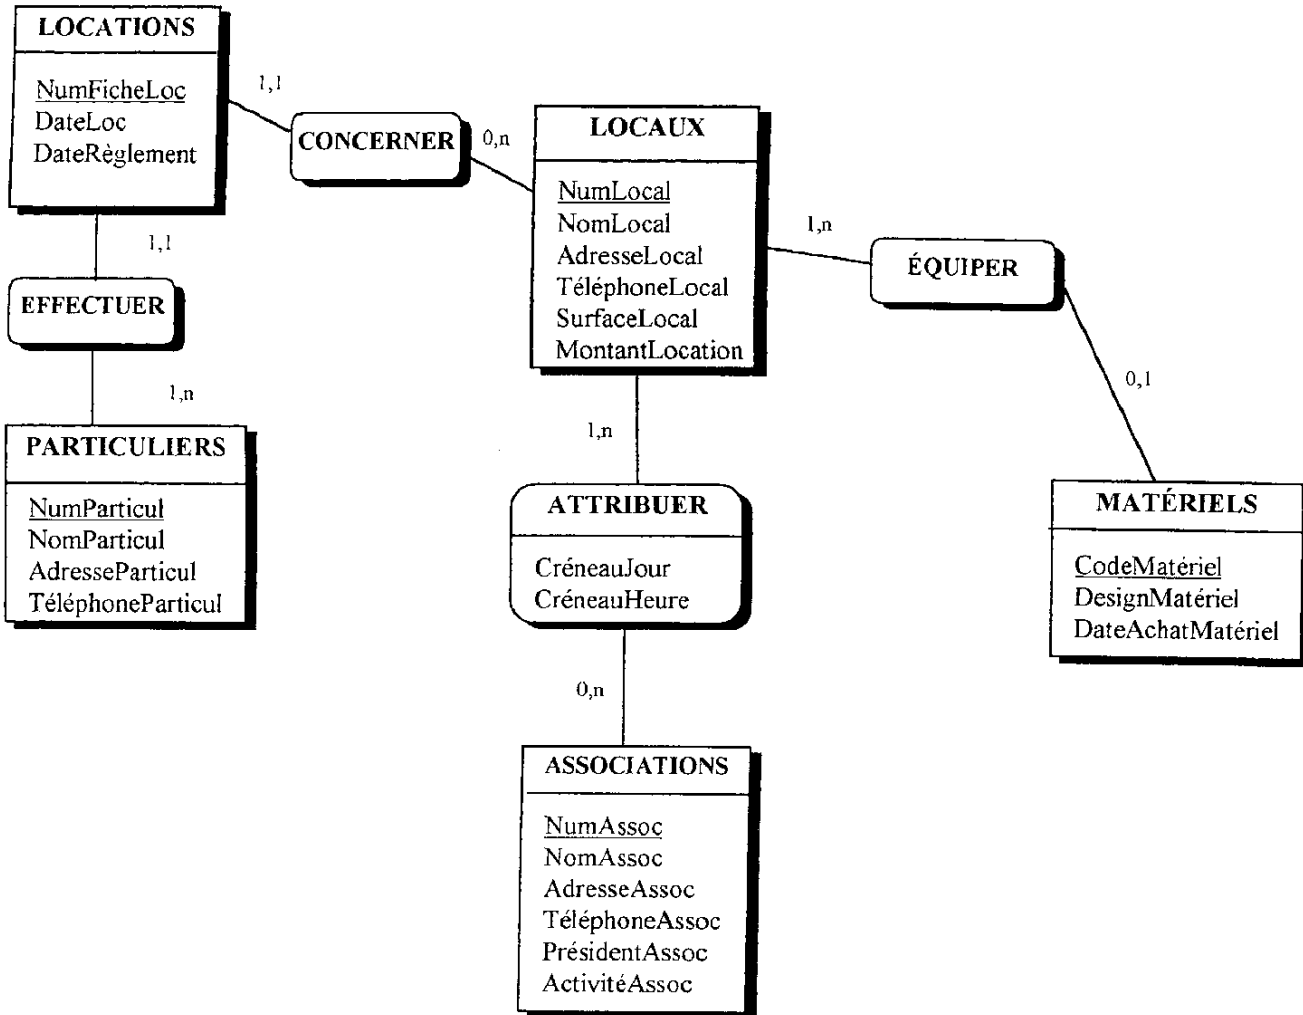 LOCATIONS
NumFicheLoc
DateLoc
DateRèglement
1,1
CONCERNER
0,n
LOCAUX
NumLocal
NomLocal
AdresseLocal
TéléphoneLocal
SurfaceLocal
MontantLocation
1,n
ÉQUIPER
0,1
MATÉRIELS
CodeMatériel
DesignMatériel
DateAchatMatériel
1,1
EFFECTUER
1,n
PARTICULIERS
NumParticul
NomParticul
AdresseParticul
TéléphoneParticul
1,n
ATTRIBUER
CréneauJour
CréneauHeure
0,n
ASSOCIATIONS
NumAssoc
NomAssoc
AdresseAssoc
TéléphoneAssoc
PrésidentAssoc
ActivitéAssoc